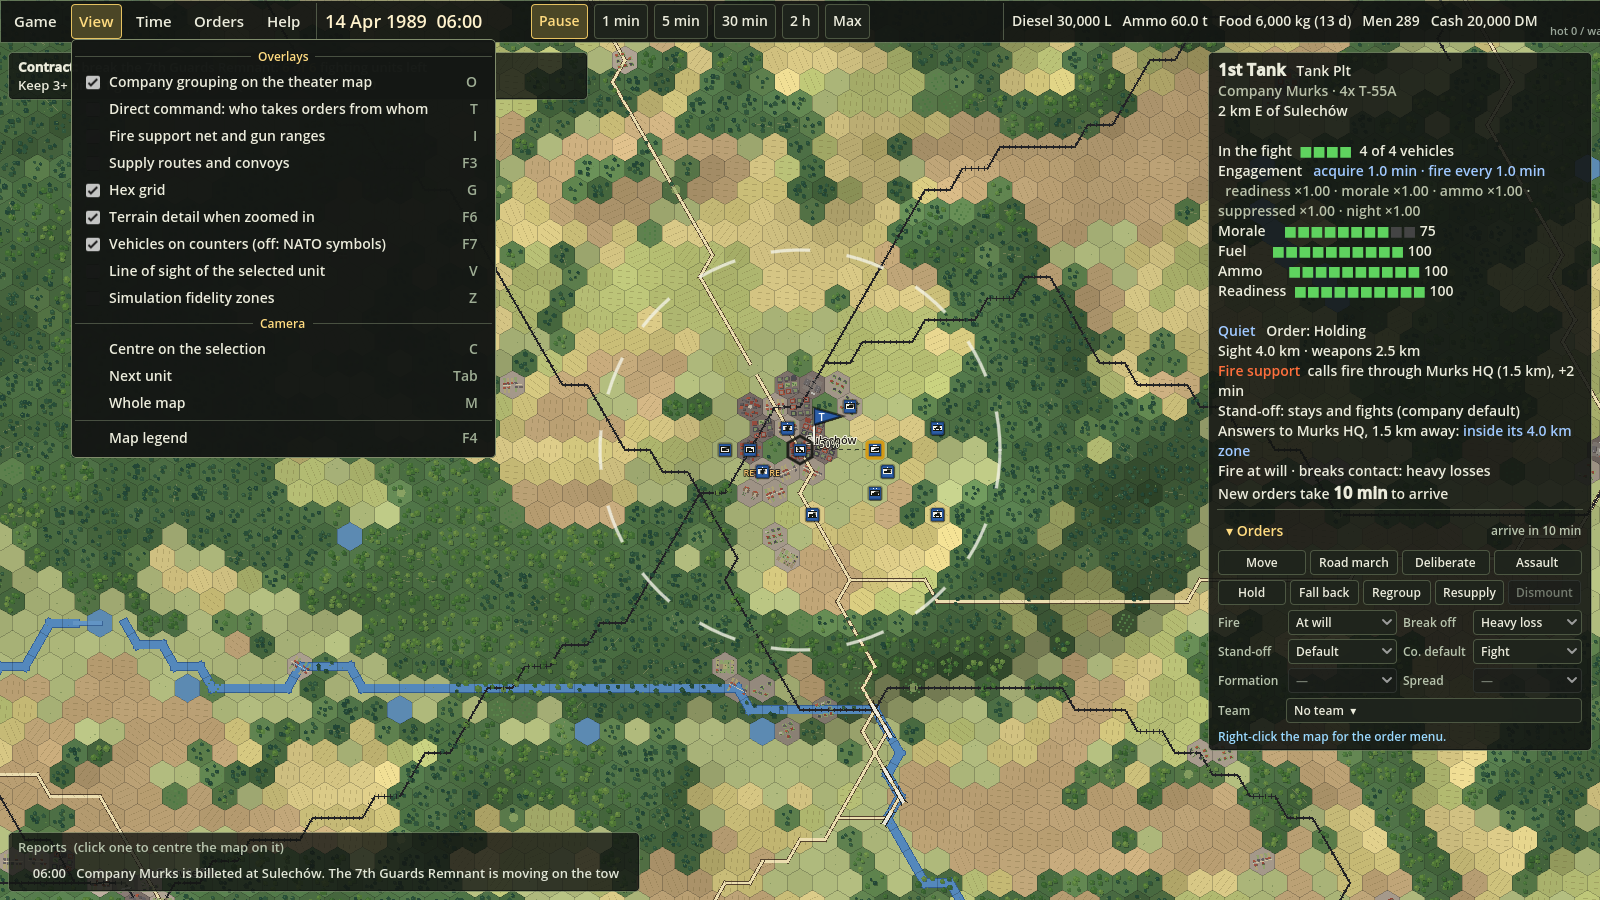 Game View Time Orders Help 14 Apr 1989 06:00 Pause 1 min 5 min 30 min 2 h Max Diesel 30,000 L Ammo 60.0 t Food 6,000 kg (13 d) Men 289 Cash 20,000 DM
hot 0 / wa
Contract
Keep 3+
Overlays
Company grouping on the theater map O
Direct command: who takes orders from whom T
Fire support net and gun ranges I
Supply routes and convoys F3
Hex grid G
Terrain detail when zoomed in F6
Vehicles on counters (off: NATO symbols) F7
Line of sight of the selected unit V
Simulation fidelity zones Z
Camera
Centre on the selection C
Next unit Tab
Whole map M
Map legend F4
T
RE RE
1st Tank Tank Plt
Company Murks · 4x T-55A
2 km E of Sulechów
In the fight 4 of 4 vehicles
Engagement acquire 1.0 min · fire every 1.0 min
readiness ×1.00 · morale ×1.00 · ammo ×1.00 ·
suppressed ×1.00 · night ×1.00
Morale 75
Fuel 100
Ammo 100
Readiness 100
Quiet Order: Holding
Sight 4.0 km · weapons 2.5 km
Fire support calls fire through Murks HQ (1.5 km), +2
min
Stand-off: stays and fights (company default)
Answers to Murks HQ, 1.5 km away: inside its 4.0 km
zone
Fire at will · breaks contact: heavy losses
New orders take 10 min to arrive
▾ Orders arrive in 10 min
Move Road march Deliberate Assault
Hold Fall back Regroup Resupply Dismount
Fire At will Break off Heavy loss
Stand-off Default Co. default Fight
Formation — Spread —
Team No team ▾
Right-click the map for the order menu.
Reports (click one to centre the map on it)
06:00 Company Murks is billeted at Sulechów. The 7th Guards Remnant is moving on the tow